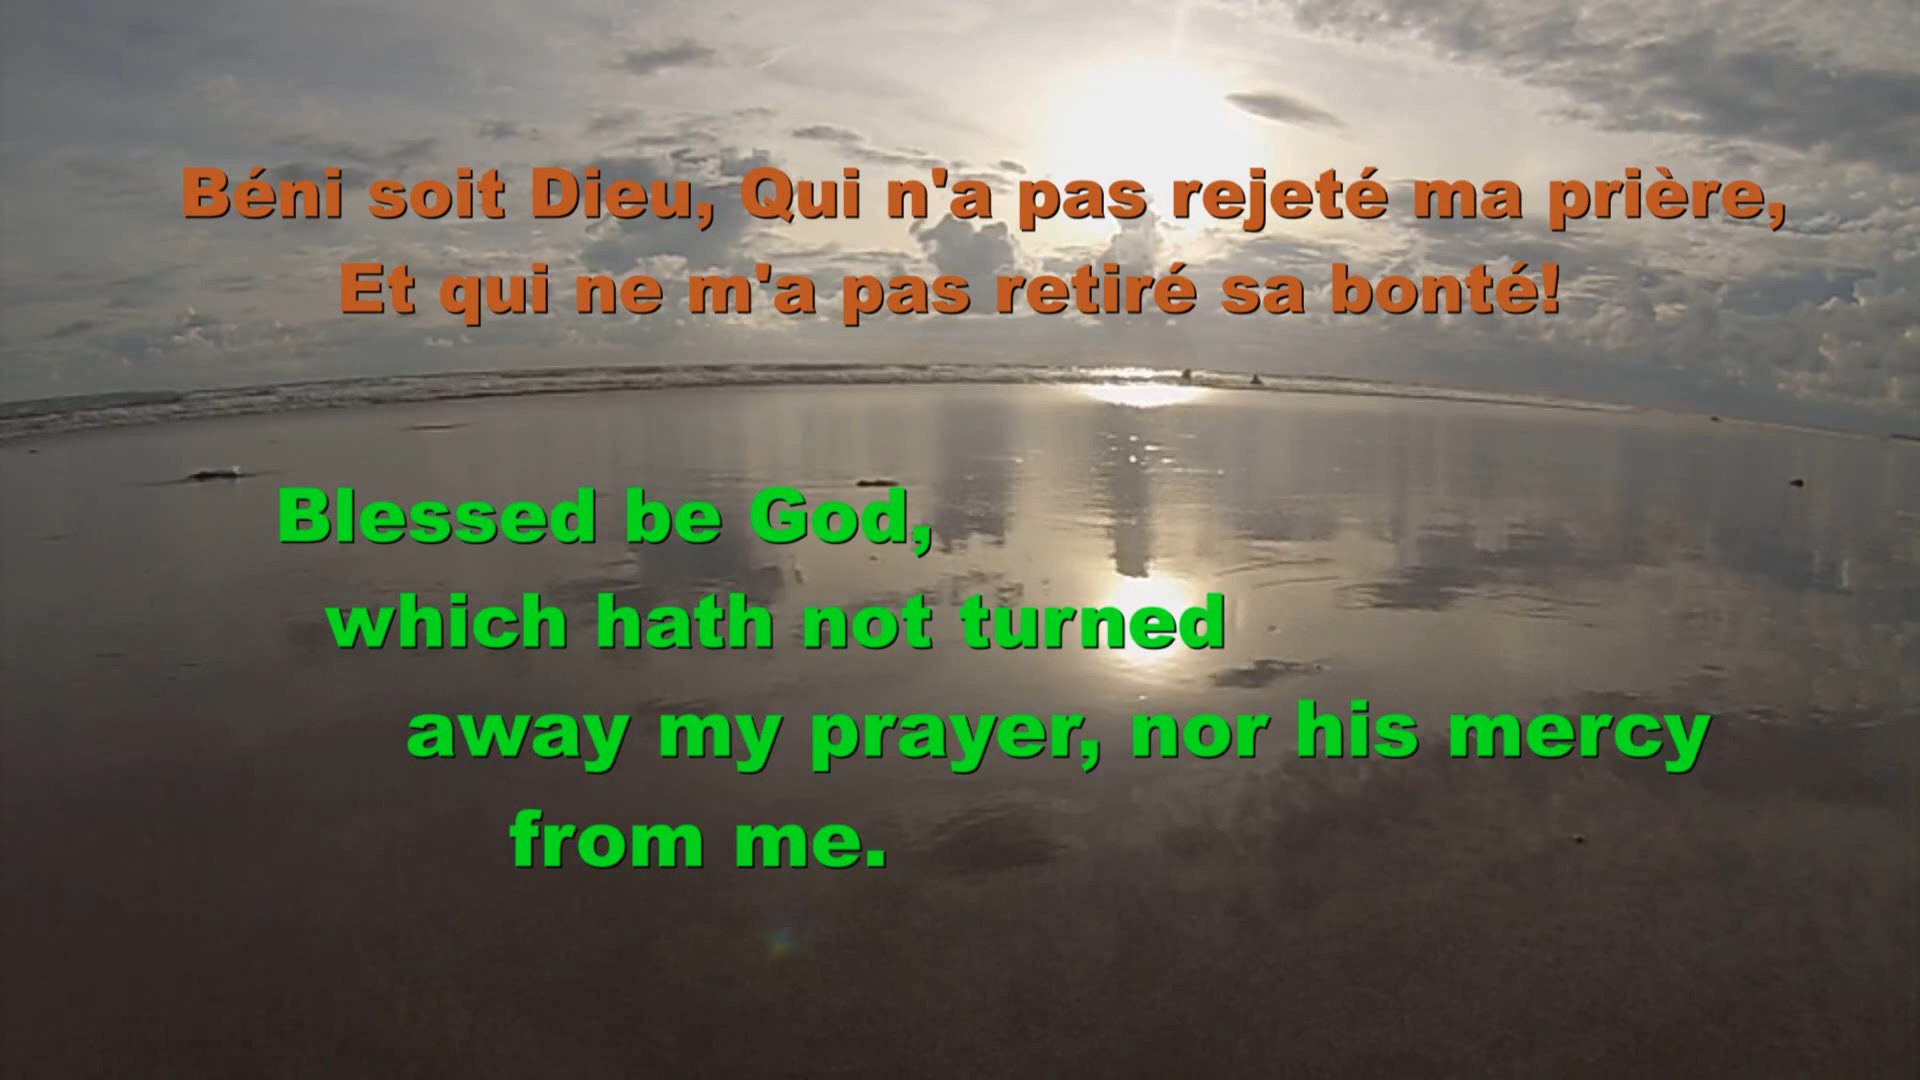 Béni soit Dieu, Qui n'a pas rejeté ma prière,
Et qui ne m'a pas retiré sa bonté!
Blessed be God,
which hath not turned
away my prayer, nor his mercy
from me.